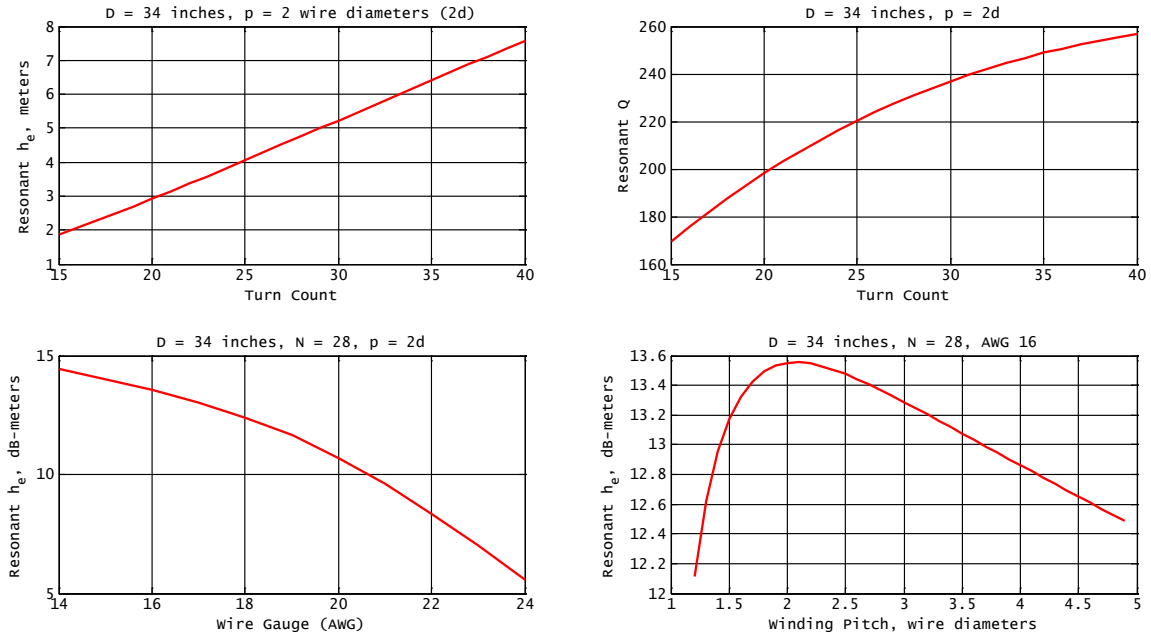 D = 34 inches, p = 2 wire diameters (2d)
Resonant hₑ, meters
8
7
6
5
4
3
2
1
15 20 25 30 35 40
Turn Count
D = 34 inches, p = 2d
Resonant Q
260
240
220
200
180
160
15 20 25 30 35 40
Turn Count
D = 34 inches, N = 28, p = 2d
Resonant hₑ, dB-meters
15
10
5
14 16 18 20 22 24
Wire Gauge (AWG)
D = 34 inches, N = 28, AWG 16
Resonant hₑ, dB-meters
13.6
13.4
13.2
13
12.8
12.6
12.4
12.2
12
1 1.5 2 2.5 3 3.5 4 4.5 5
Winding Pitch, wire diameters